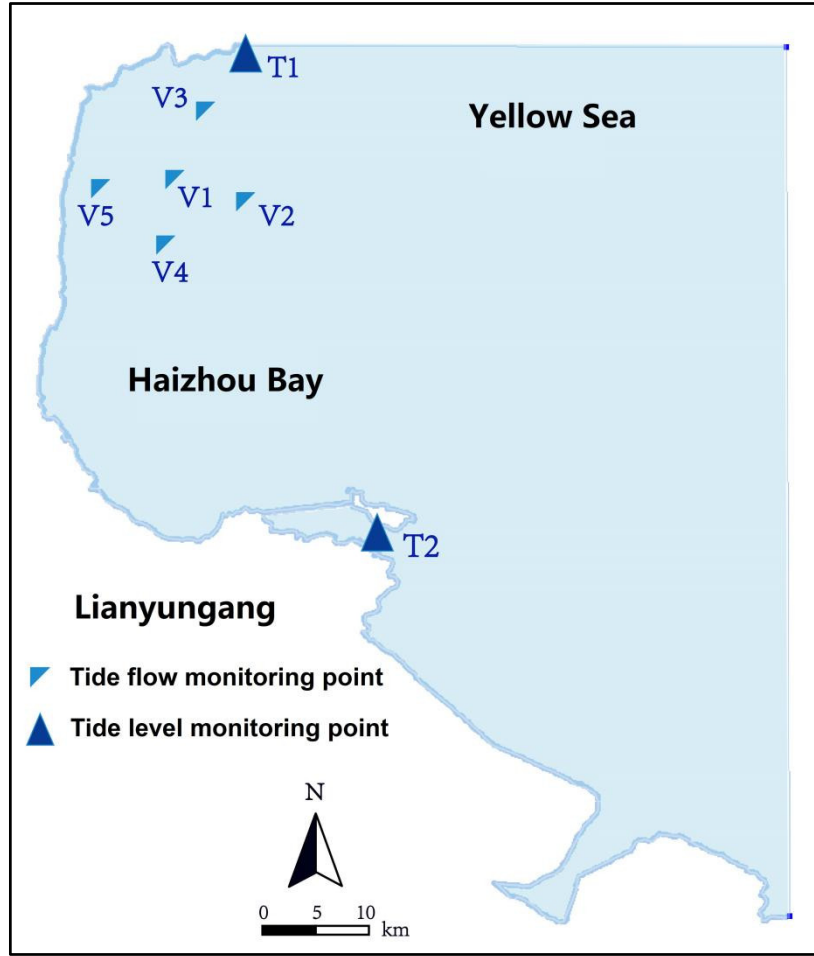 T1
V3
Yellow Sea
V1
V5
V2
V4
Haizhou Bay
T2
Lianyungang
Tide flow monitoring point
Tide level monitoring point
N
0 5 10
km